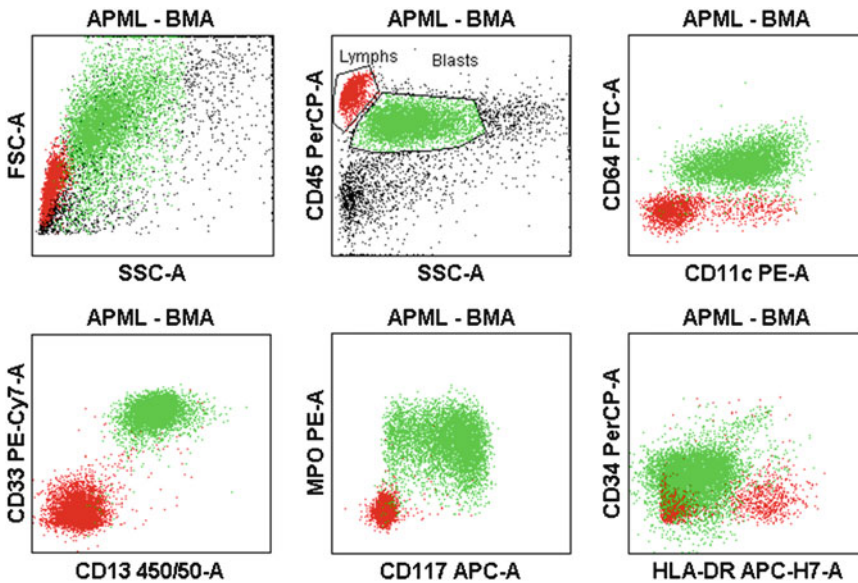 APML - BMA
FSC-A
SSC-A
APML - BMA
Lymphs
Blasts
CD45 PerCP-A
SSC-A
APML - BMA
CD64 FITC-A
CD11c PE-A
APML - BMA
CD33 PE-Cy7-A
CD13 450/50-A
APML - BMA
MPO PE-A
CD117 APC-A
APML - BMA
CD34 PerCP-A
HLA-DR APC-H7-A